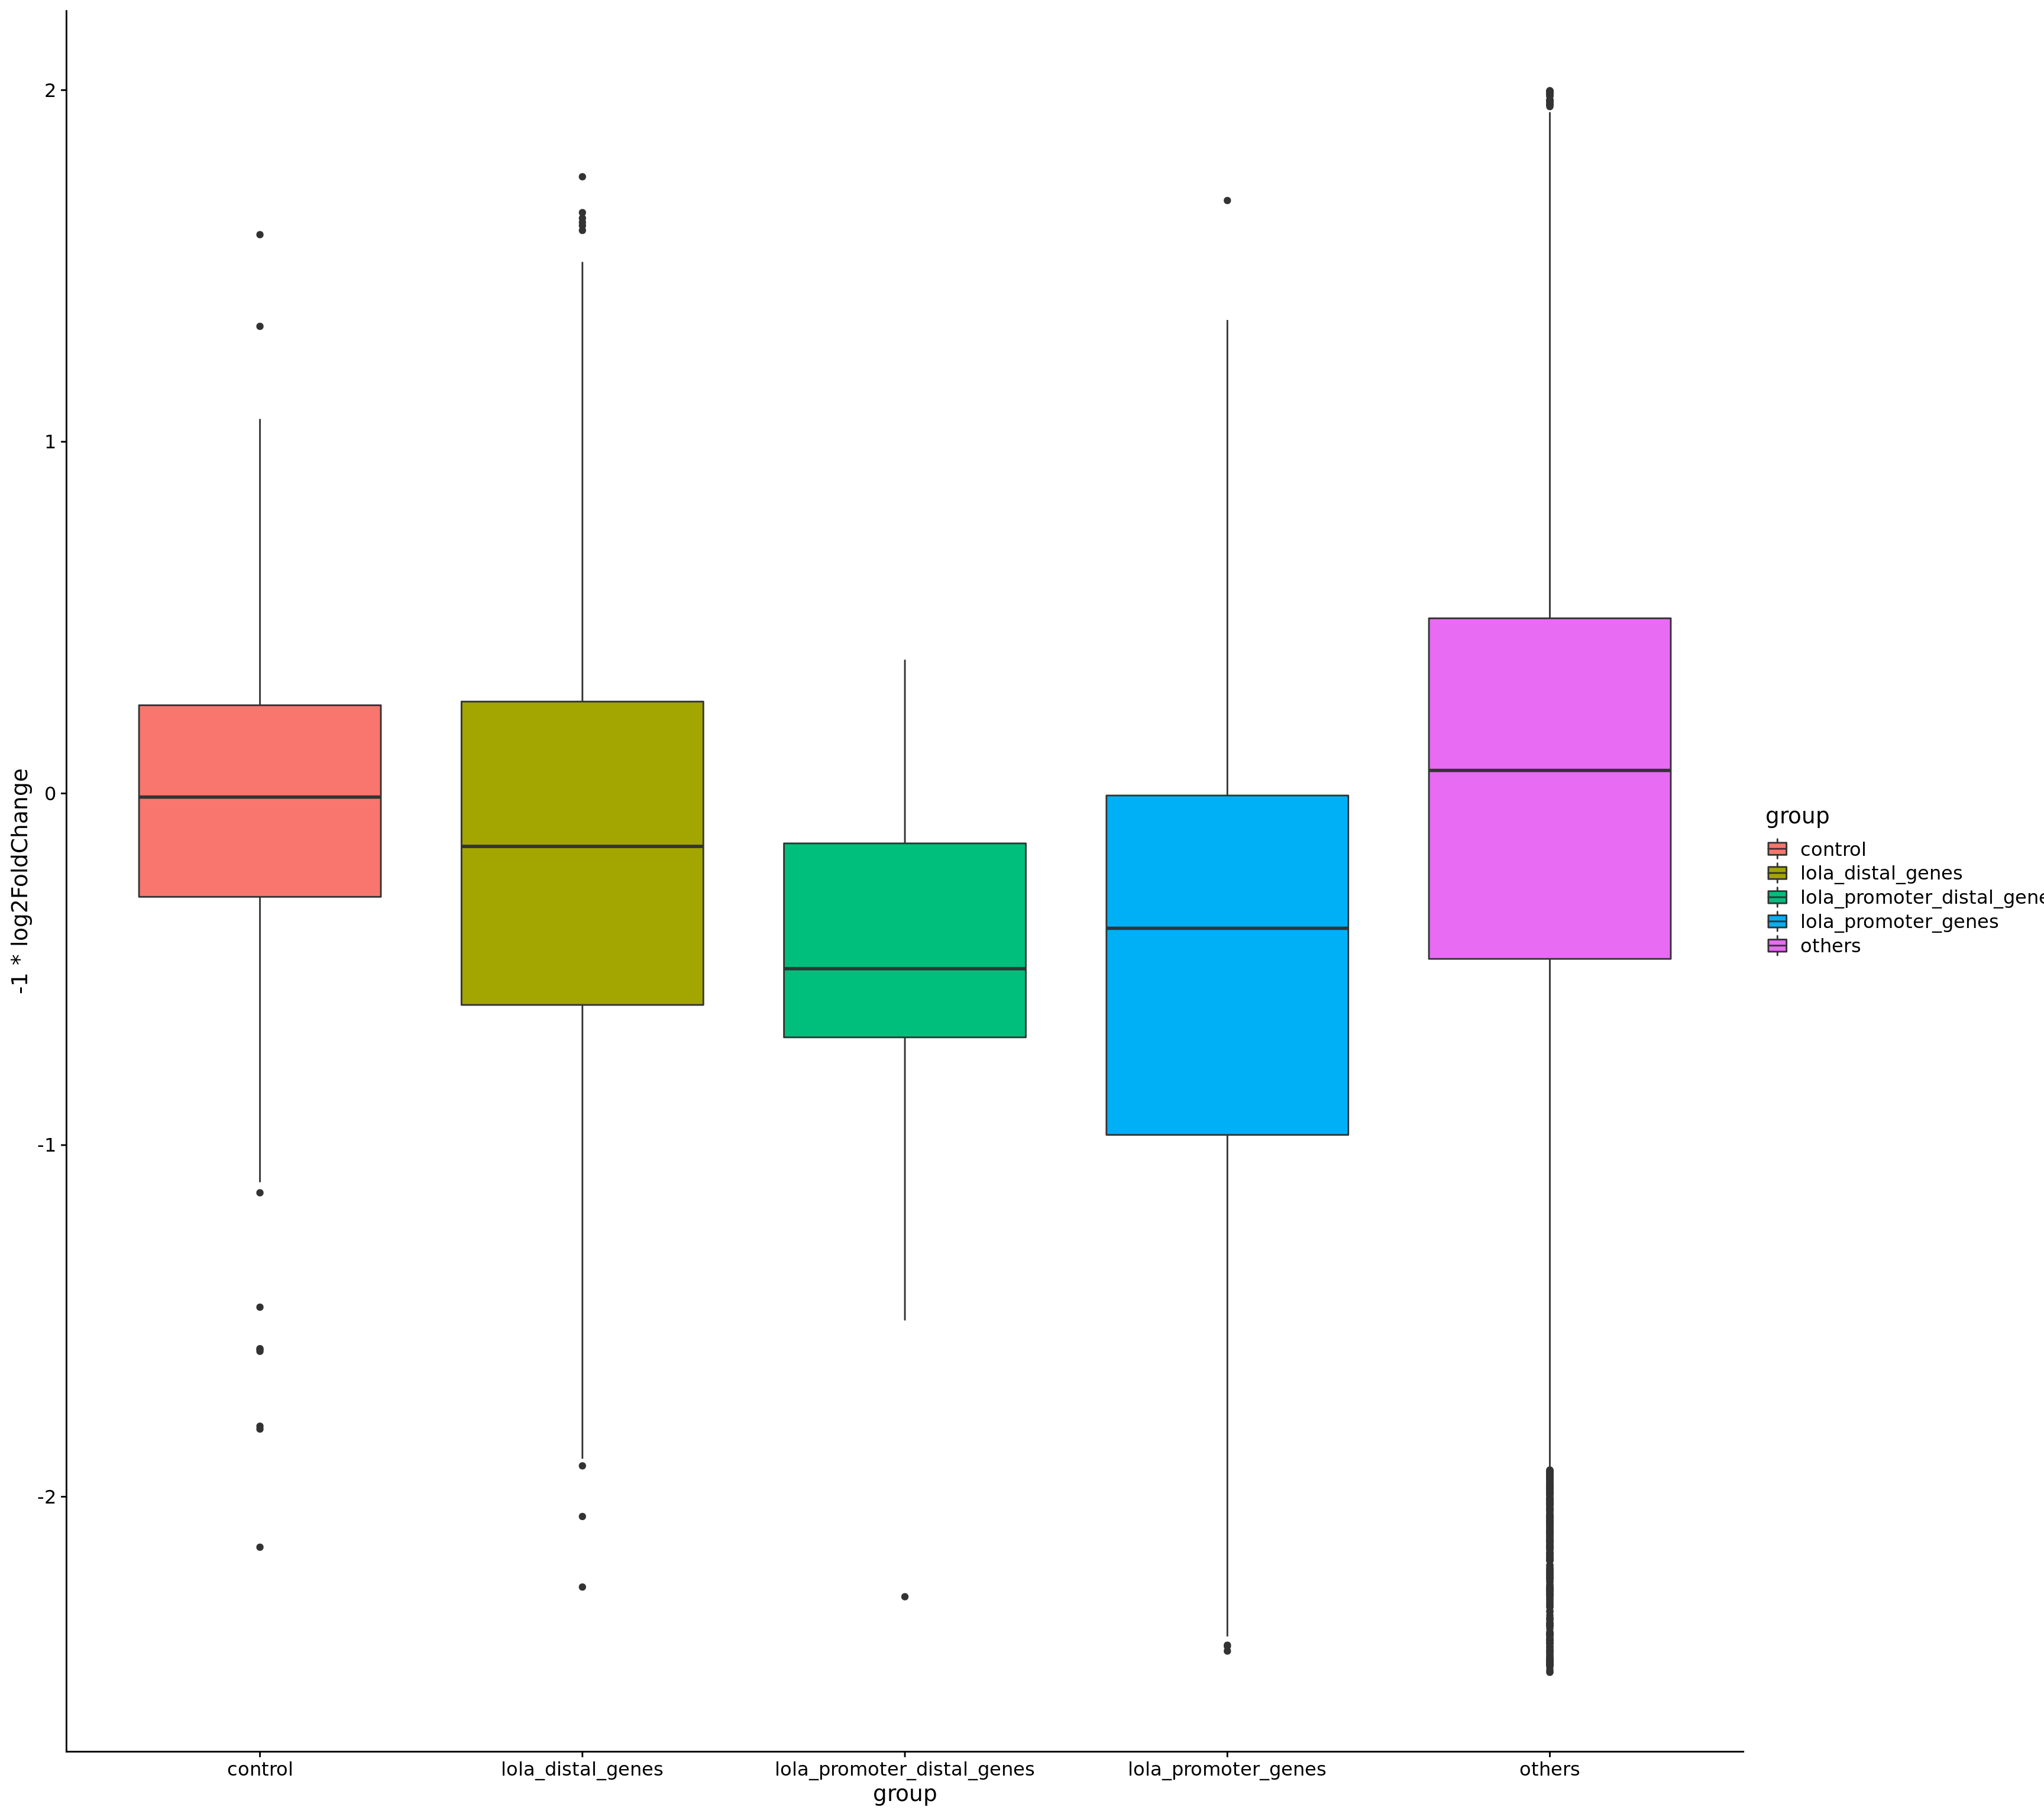 2
1
0
-1
-2
-1 * log2FoldChange
control
lola_distal_genes
lola_promoter_distal_genes
lola_promoter_genes
others
group
group
control
lola_distal_genes
lola_promoter_distal_gene
lola_promoter_genes
others